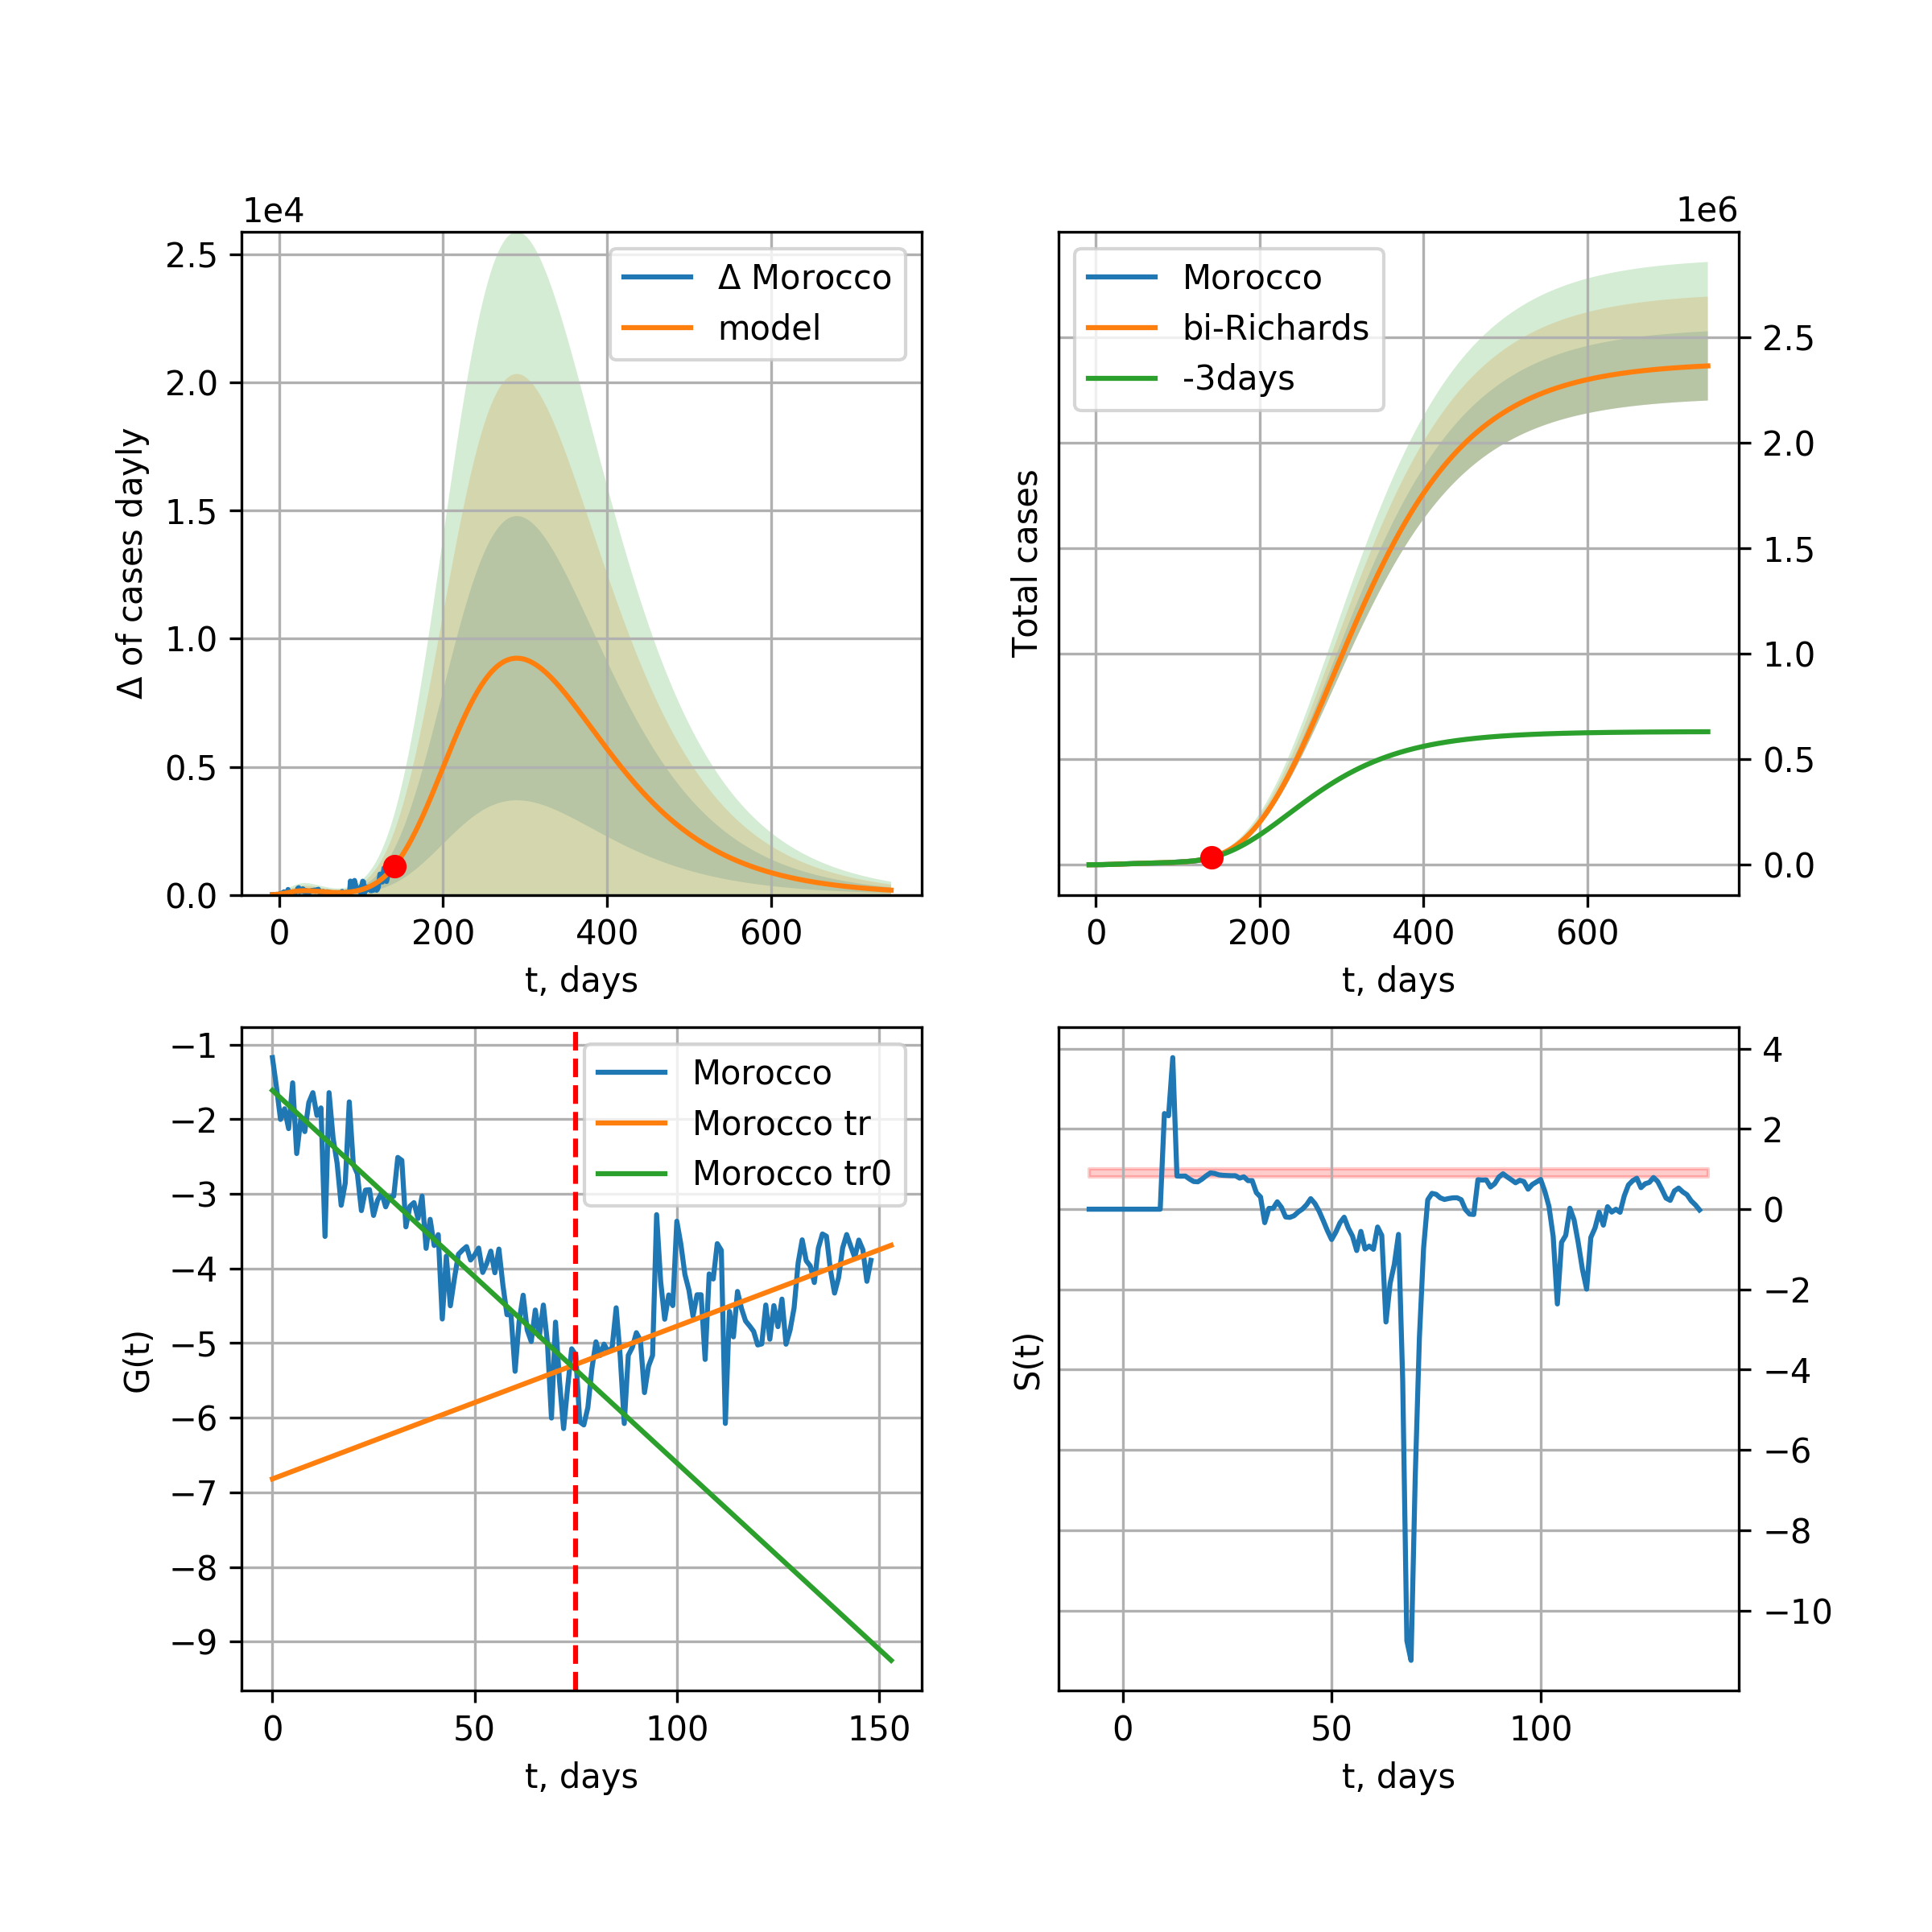 1e4
2.5
2.0
1.5
1.0
0.5
0.0
Δ of cases dayly
Δ Morocco
model
0 200 400 600
t, days
1e6
Total cases
Morocco
bi-Richards
-3days
2.5
2.0
1.5
1.0
0.5
0.0
0 200 400 600
t, days
−1
−2
−3
−4
−5
−6
−7
−8
−9
G(t)
Morocco
Morocco tr
Morocco tr0
0 50 100 150
t, days
S(t)
4
2
0
−2
−4
−6
−8
−10
0 50 100
t, days